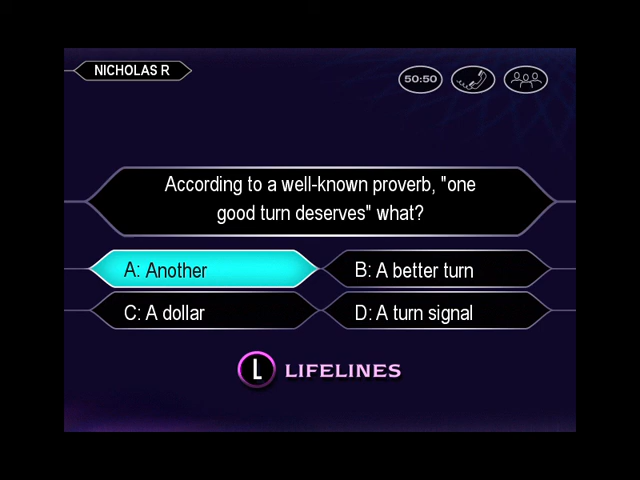 NICHOLAS R
50:50
According to a well-known proverb, "one
good turn deserves" what?
A: Another
B: A better turn
C: A dollar
D: A turn signal
L LIFELINES